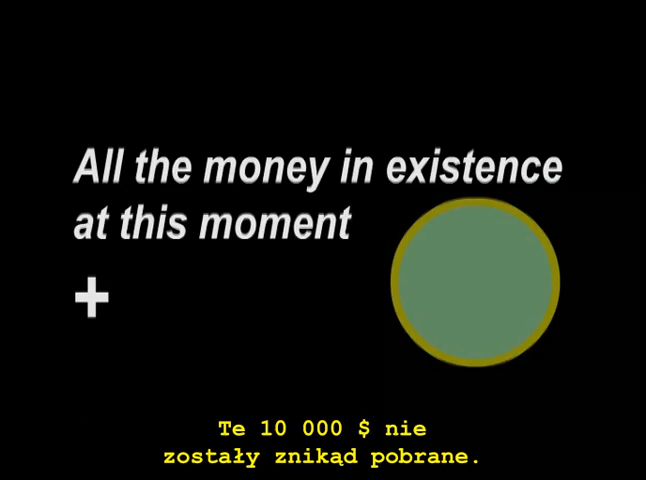 All the money in existence
at this moment
+
Te 10 000 $ nie
zostały znikąd pobrane.